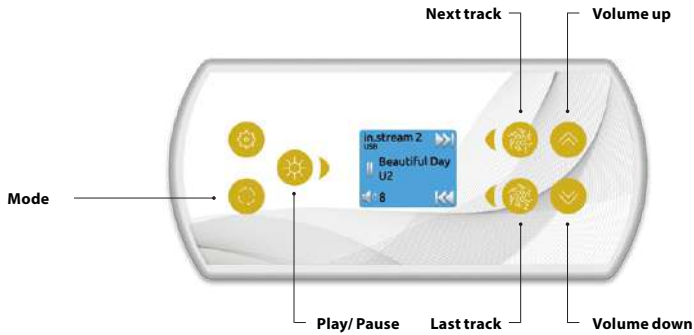 Next track
Volume up
in.stream 2
USB
Beautiful Day
U2
8
Mode
Play/ Pause
Last track
Volume down